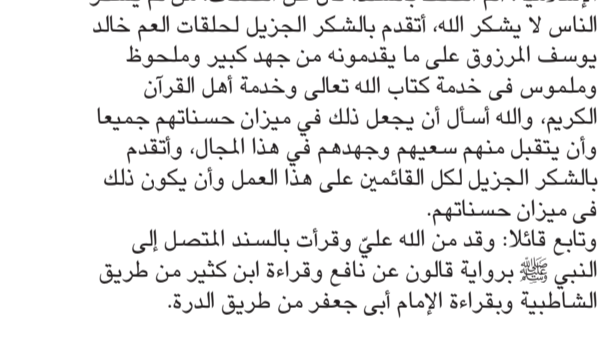 الناس لا يشكر الله، أتقدم بالشكر الجزيل لحلقات العم خالد
يوسف المرزوق على ما يقدمونه من جهد كبير وملحوظ
وملموس فى خدمة كتاب الله تعالى وخدمة أهل القرآن
الكريم، والله أسأل أن يجعل ذلك في ميزان حسناتهم جميعا
وأن يتقبل منهم سعيهم وجهدهم في هذا المجال، وأتقدم
بالشكر الجزيل لكل القائمين على هذا العمل وأن يكون ذلك
فى ميزان حسناتهم.
وتابع قائلا: وقد من الله عليّ وقرأت بالسند المتصل إلى
النبي ﷺ برواية قالون عن نافع وقراءة ابن كثير من طريق
الشاطبية وبقراءة الإمام أبى جعفر من طريق الدرة.